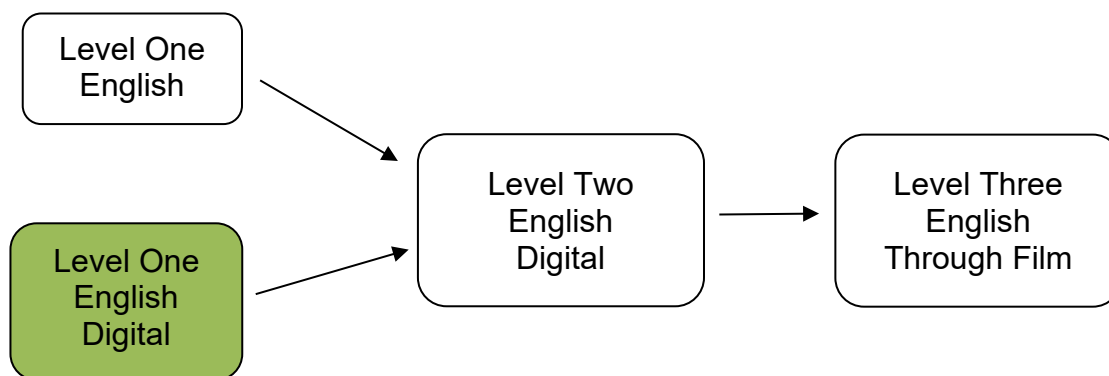 Level One
English
Level One
English
Digital
Level Two
English
Digital
Level Three
English
Through Film